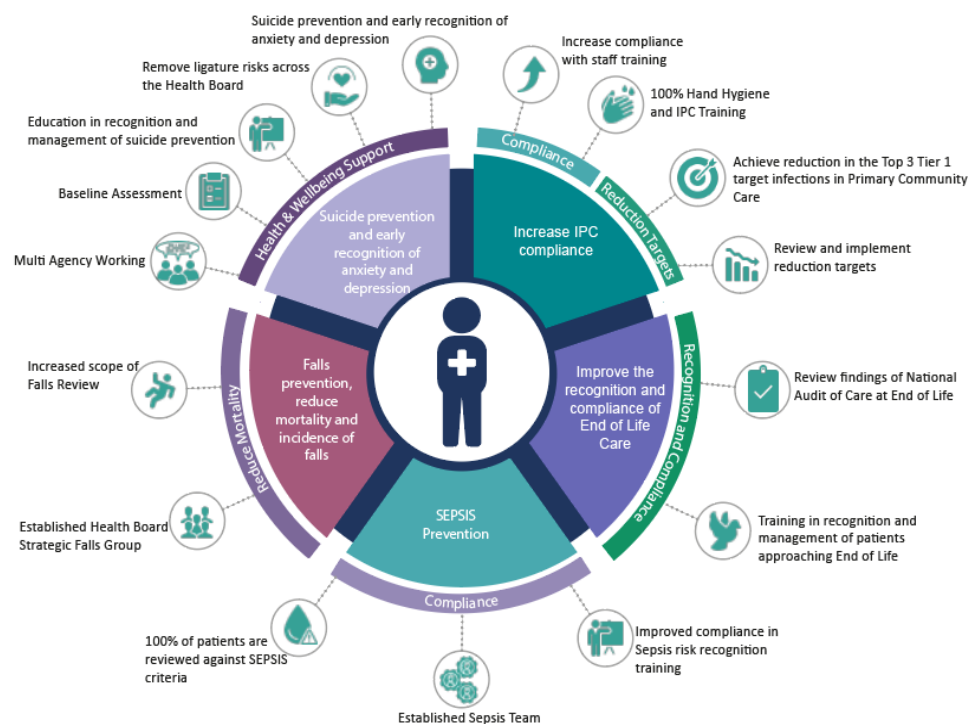 Suicide prevention and early recognition
of anxiety and depression
Remove ligature risks across
the Health Board
Education in recognition and
management of suicide prevention
Baseline Assessment
Multi Agency Working
Increase compliance
with staff training
100% Hand Hygiene
and IPC Training
Achieve reduction in the Top 3 Tier 1
target infections in Primary Community
Care
Review and implement
reduction targets
Health & Wellbeing Support
Compliance
Reduction Targets
Suicide prevention
and early
recognition of
anxiety and
depression
Increase IPC
compliance
Increased scope of
Falls Review
Established Health Board
Strategic Falls Group
Reduce Mortality
Falls
prevention,
reduce
mortality and
incidence of
falls
Improve the
recognition and
compliance of
End of Life
Care
Recognition and Compliance
Review findings of National
Audit of Care at End of Life
Training in recognition and
management of patients
approaching End of Life
SEPSIS
Prevention
Compliance
100% of patients are
reviewed against SEPSIS
criteria
Established Sepsis Team
Improved compliance in
Sepsis risk recognition
training